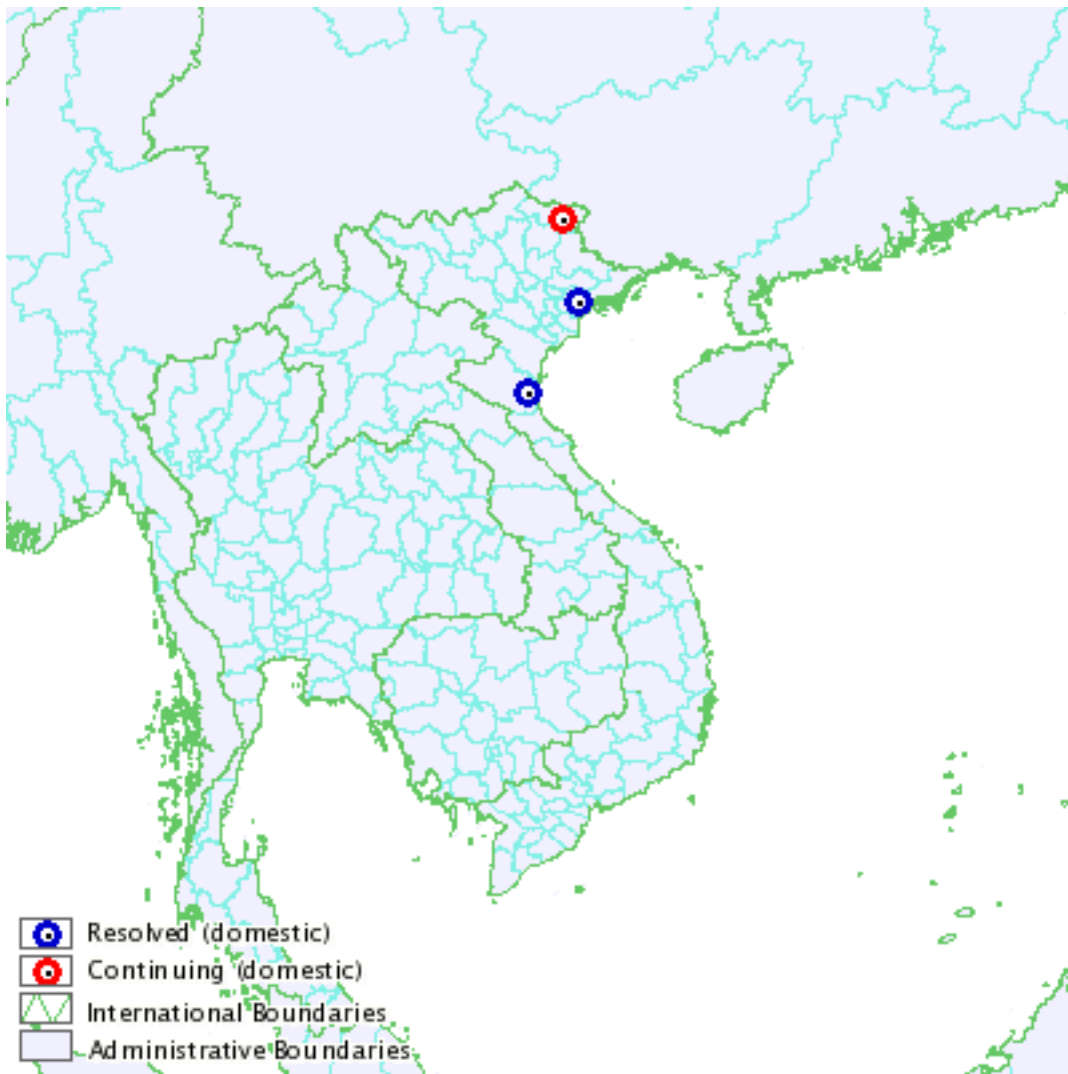 Resolved (domestic)
Continuing (domestic)
International Boundaries
Administrative Boundaries